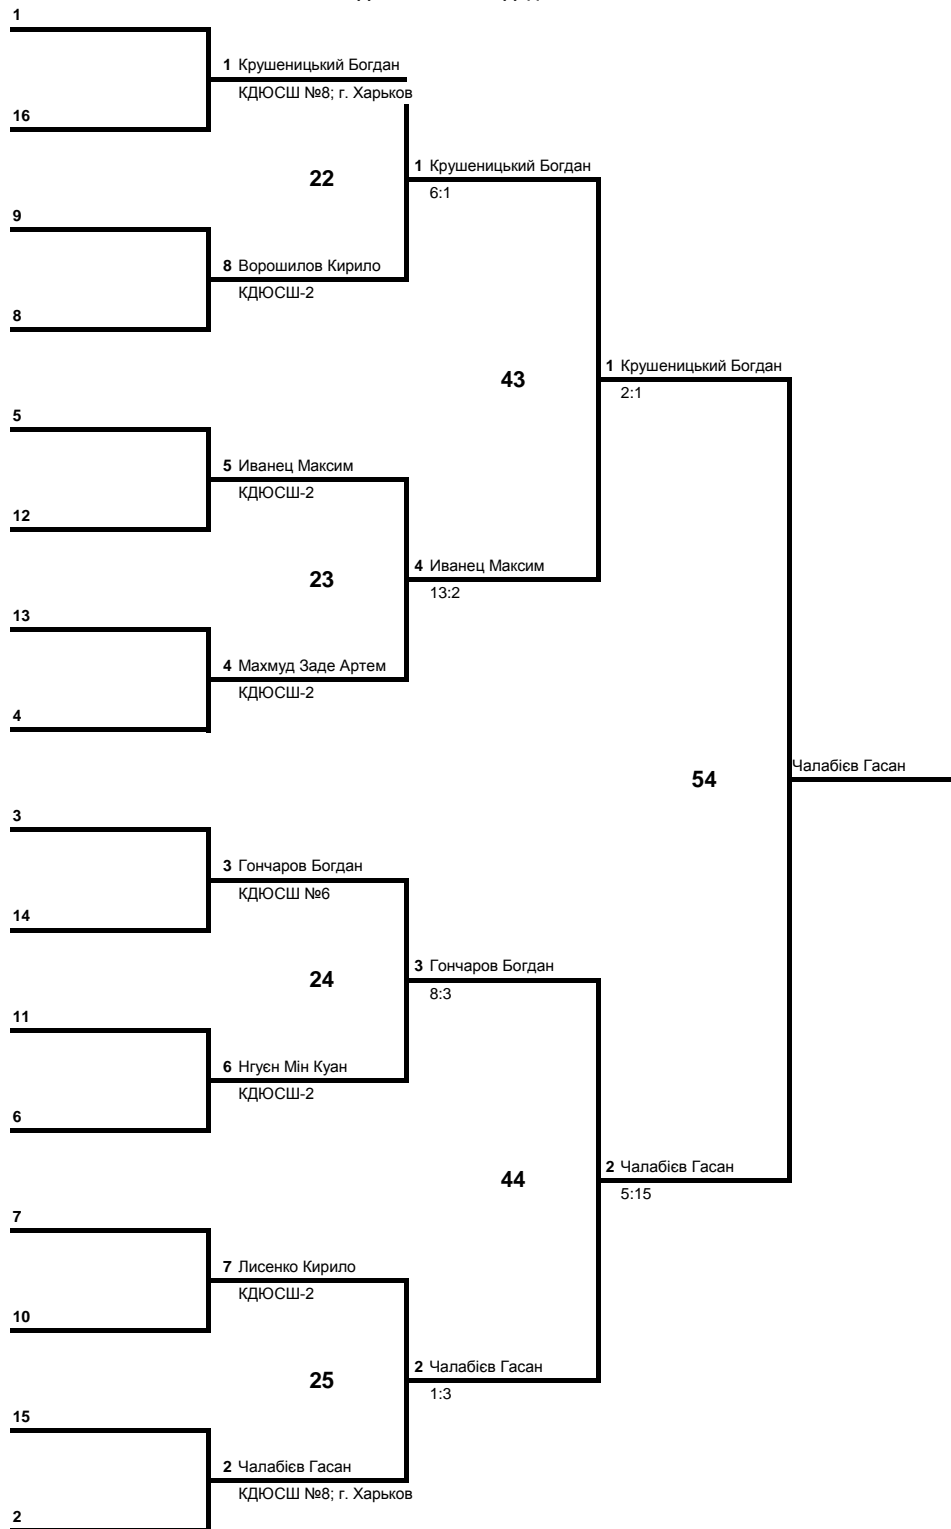 1
1 Крушеницький Богдан
КДЮСШ №8; г. Харьков
16
22
1 Крушеницький Богдан
6:1
9
8 Ворошилов Кирило
КДЮСШ-2
8
43
1 Крушеницький Богдан
2:1
5
5 Иванец Максим
КДЮСШ-2
12
23
4 Иванец Максим
13:2
13
4 Махмуд Заде Артем
КДЮСШ-2
4
54
Чалабієв Гасан
3
3 Гончаров Богдан
КДЮСШ №6
14
24
3 Гончаров Богдан
8:3
11
6 Нгуєн Мін Куан
КДЮСШ-2
6
44
2 Чалабієв Гасан
5:15
7
7 Лисенко Кирило
КДЮСШ-2
10
25
2 Чалабієв Гасан
1:3
15
2 Чалабієв Гасан
КДЮСШ №8; г. Харьков
2